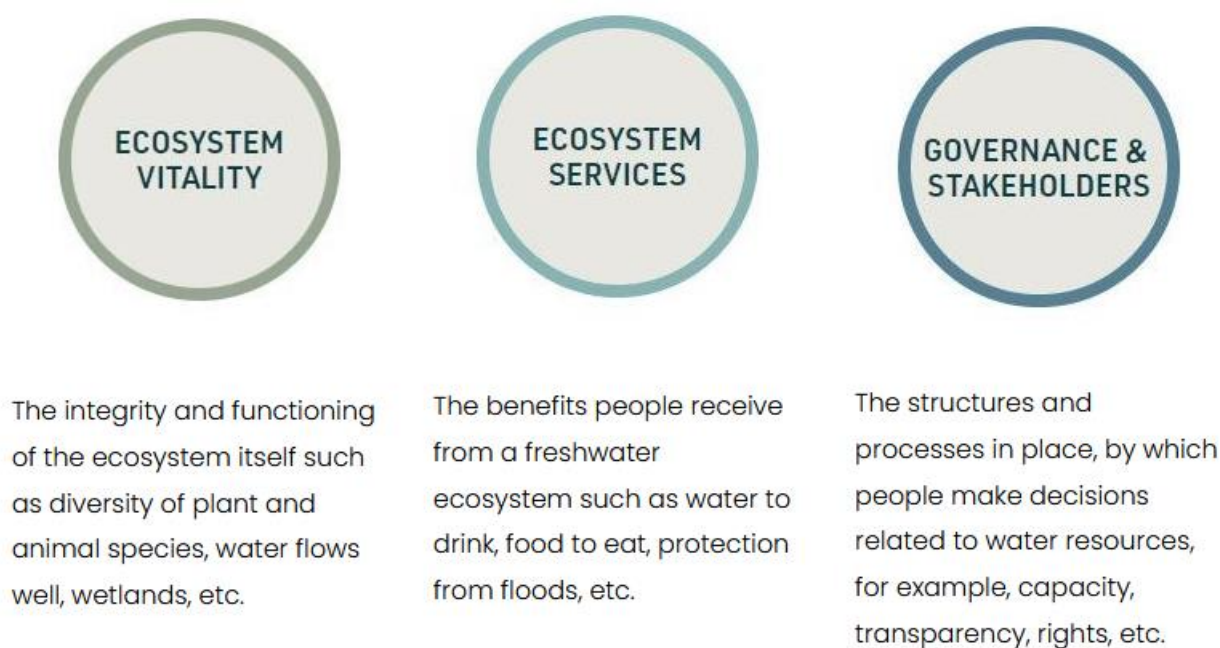 ECOSYSTEM
VITALITY
ECOSYSTEM
SERVICES
GOVERNANCE &
STAKEHOLDERS
The integrity and functioning
of the ecosystem itself such
as diversity of plant and
animal species, water flows
well, wetlands, etc.
The benefits people receive
from a freshwater
ecosystem such as water to
drink, food to eat, protection
from floods, etc.
The structures and
processes in place, by which
people make decisions
related to water resources,
for example, capacity,
transparency, rights, etc.